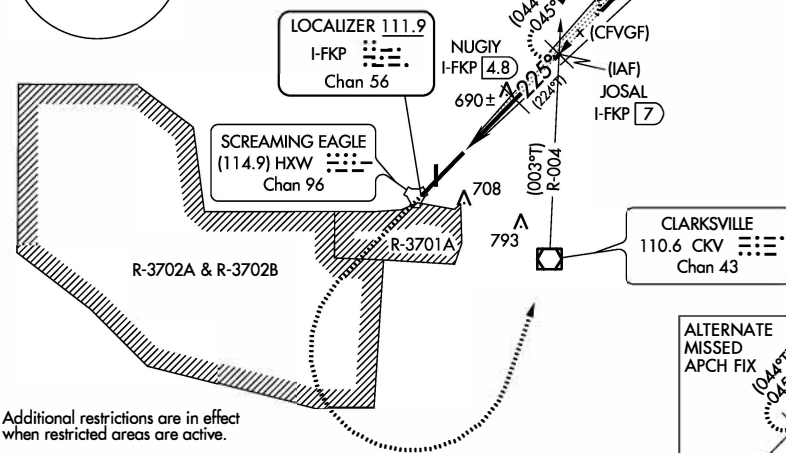 LOCALIZER 111.9
I-FKP
Chan 56
NUGIY
I-FKP 4.8
690±
225°
(224°T)
(044°
045°
(CFVGF)
(IAF)
JOSAL
I-FKP 7
SCREAMING EAGLE
(114.9) HXW
Chan 96
708
(003°T)
R-004
793
R-3701A
R-3702A & R-3702B
CLARKSVILLE
110.6 CKV
Chan 43
ALTERNATE
MISSED
APCH FIX
(044°T)
045°
Additional restrictions are in effect
when restricted areas are active.